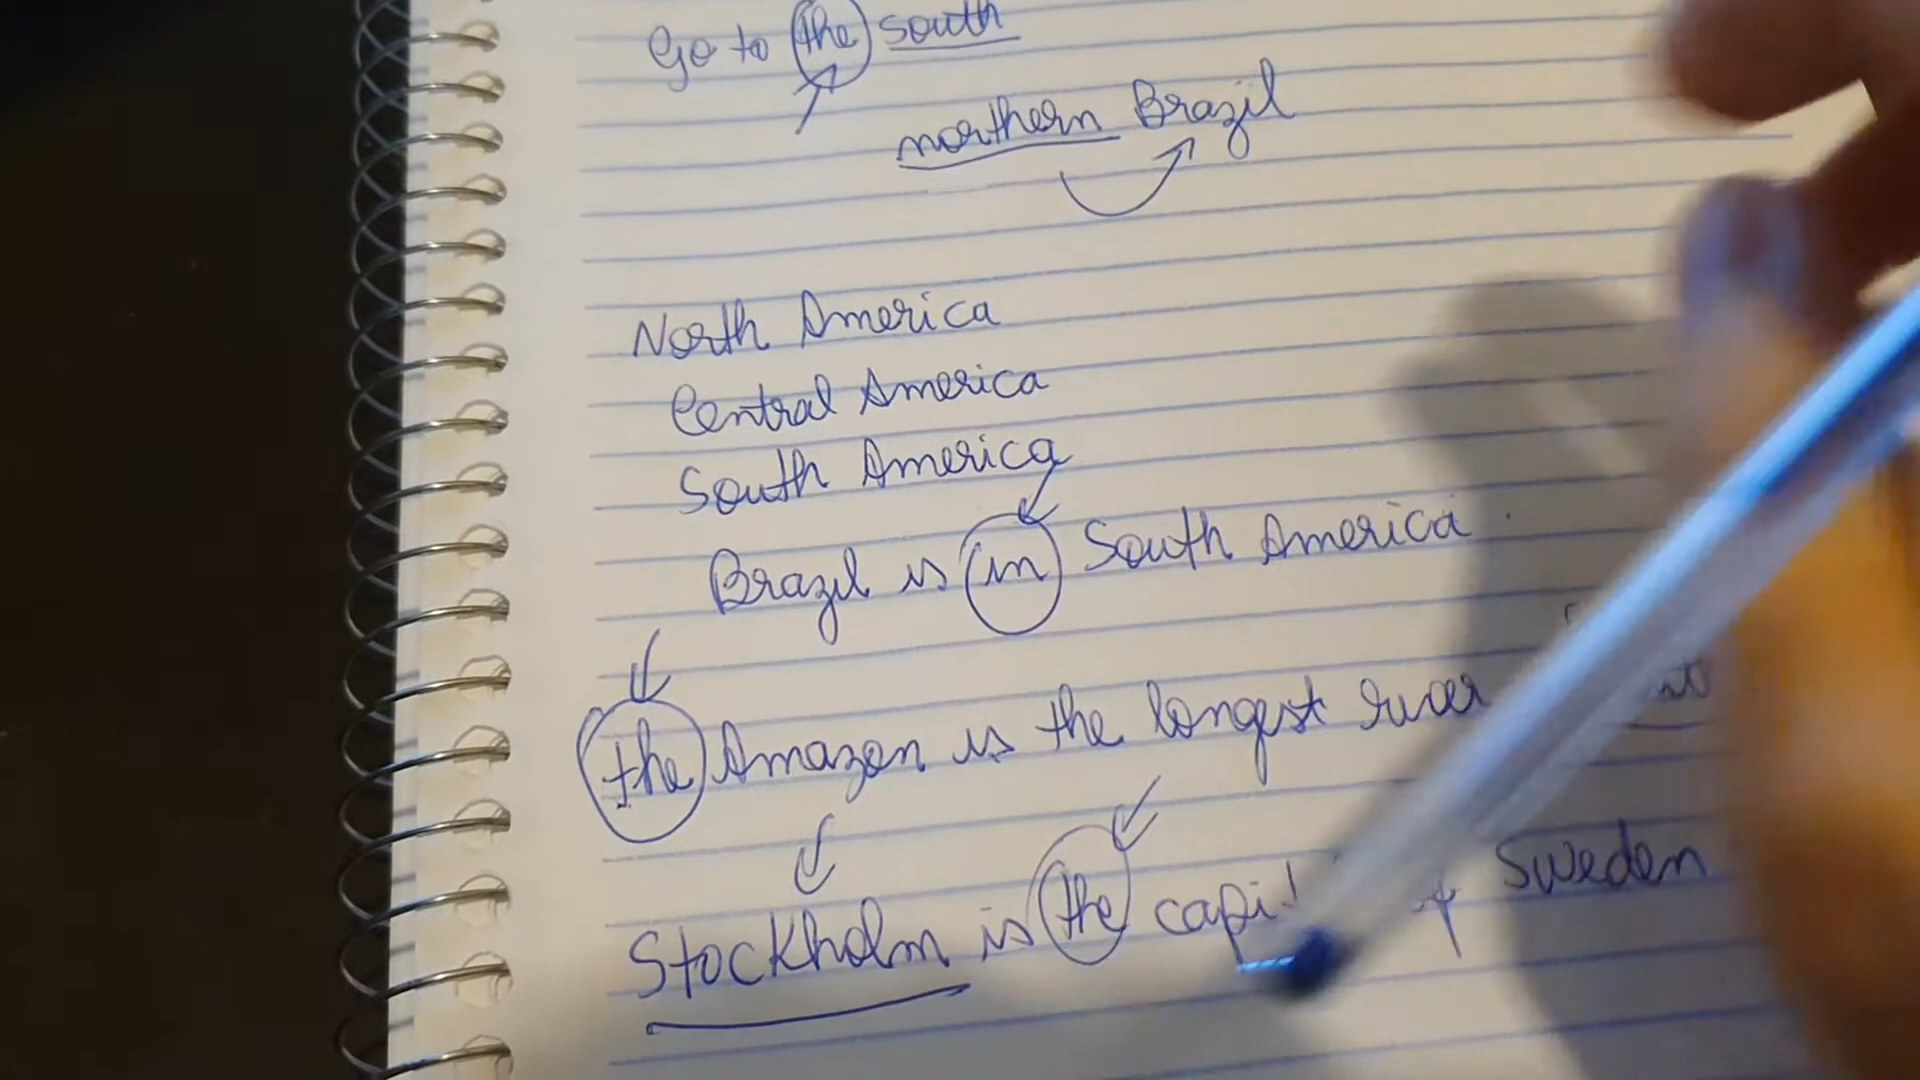 Go to the south
northern Brazil
North America
Central America
South America
Brazil is in South America
the Amazon is the longest river
Stockholm is the Sweden